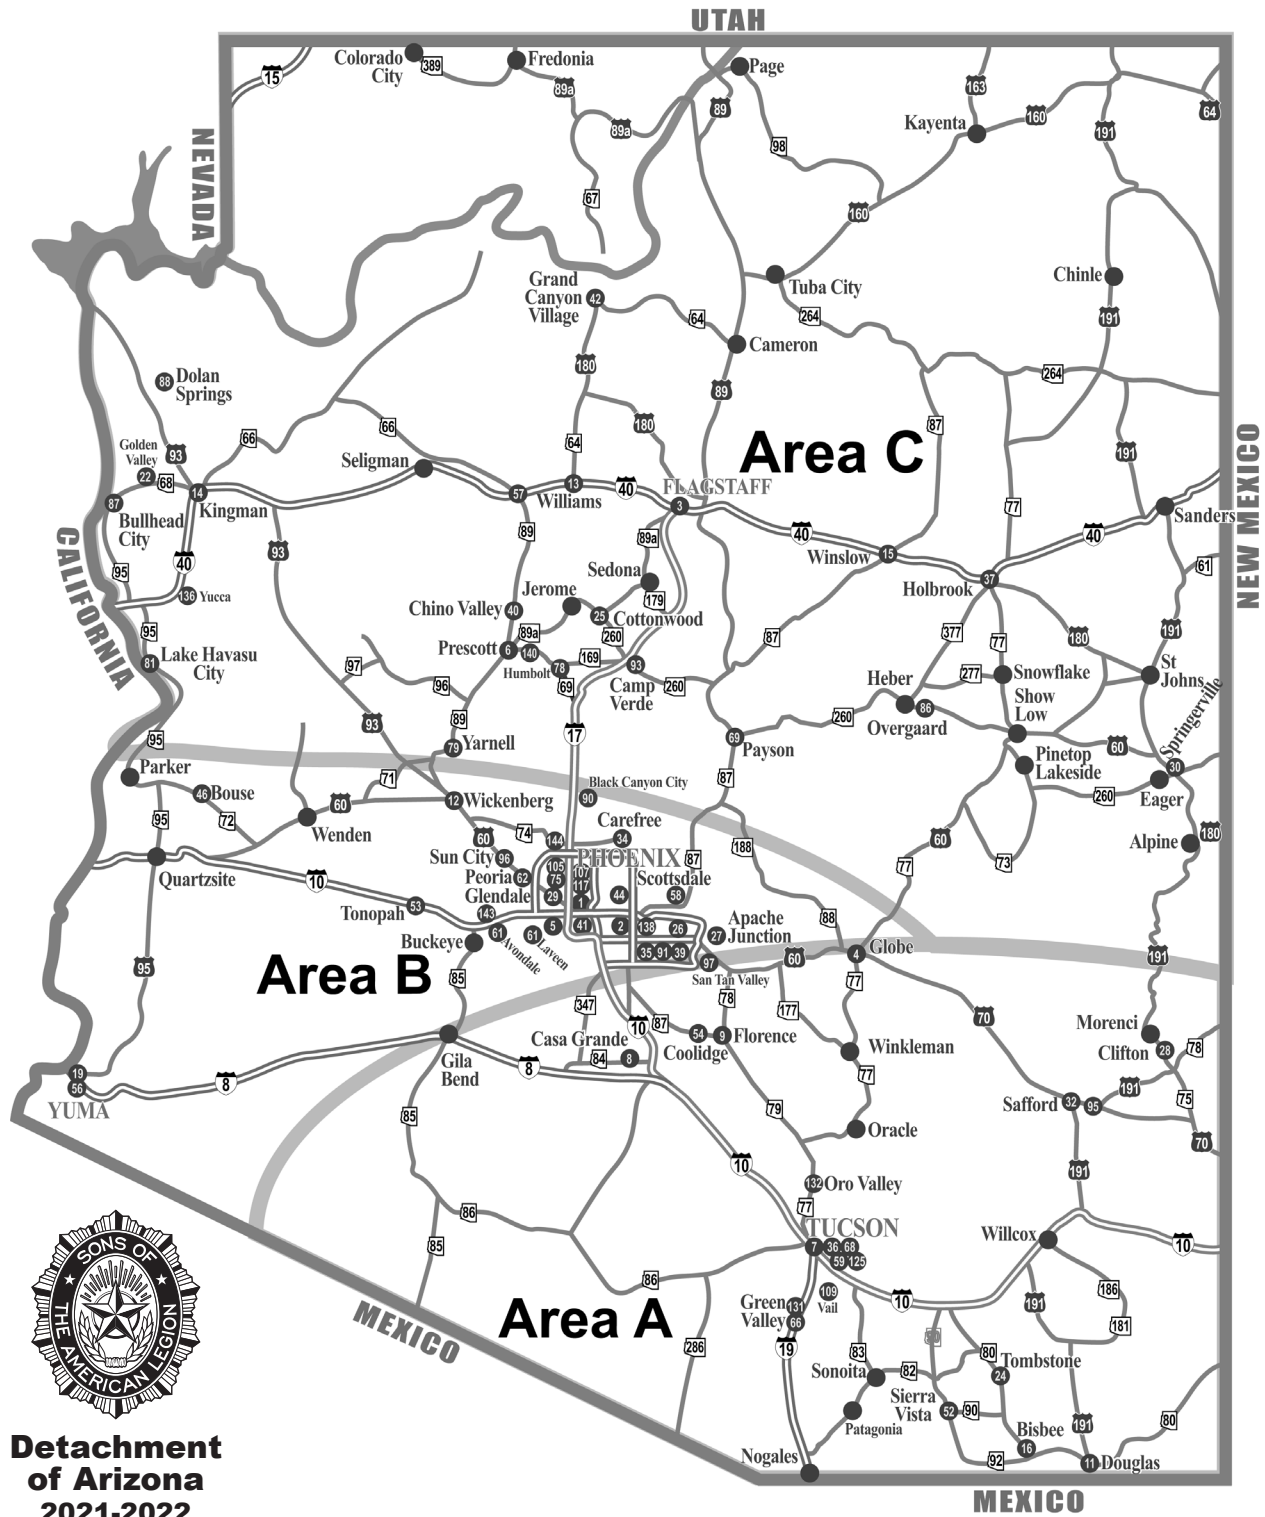 UTAH
Colorado
City
389
Fredonia
89a
15
Page
89
89a
98
67
163
Kayenta
160
191
64
160
NEVADA
Grand
Canyon
Village
42
Tuba City
264
Chinle
191
64
Cameron
180
89
264
88
Dolan
Springs
180
87
191
66
66
Area C
Golden
Valley
93
22
68
Seligman
64
87
14
Kingman
57
13
Williams
40
FLAGSTAFF
3
77
Sanders
NEW MEXICO
Bullhead
City
93
89
89a
40
Winslow
15
40
CALIFORNIA
95
40
Holbrook
37
61
136
Yucca
Jerome
Sedona
179
Chino Valley
40
25
Cottonwood
95
89a
260
377
77
180
191
81
Lake Havasu
City
Prescott
6
140
Humbolt
78
169
93
87
97
96
69
Camp
Verde
260
Heber
277
Snowflake
St
Johns
93
89
Overgaard
86
Show
Low
260
95
79
Yarnell
17
69
Payson
60
Springerville
30
Parker
71
87
Pinetop
Lakeside
46
Bouse
60
12
Wickenberg
Black Canyon City
90
260
Eager
95
72
Wenden
74
60
144
Carefree
34
188
60
Alpine
180
Sun City
96
PHOENIX
87
77
73
Quartzsite
10
Peoria
62
105
75
107
117
Scottsdale
Glendale
29
1
44
58
Tonopah
53
143
88
61
61
5
41
2
138
26
27
Apache
Junction
Buckeye
Avondale
Laveen
35
91
39
97
60
4
Globe
191
95
Area B
85
San Tan Valley
77
347
78
177
70
10
87
Morenci
Casa Grande
54
9
Florence
Coolidge
Winkleman
Clifton
28
78
Gila
Bend
8
84
8
19
56
8
77
191
75
YUMA
85
79
Safford
32
95
Oracle
70
10
191
132
Oro Valley
86
77
SONS OF
THE AMERICAN LEGION
85
TUCSON
Willcox
7
36
68
59
125
10
86
Area A
Green
Valley
131
66
109
Vail
10
191
186
181
MEXICO
286
19
83
80
80
Sonoita
82
Tombstone
24
Sierra
Vista
52
90
Patagonia
191
80
Bisbee
16
Detachment
of Arizona
2021-2022
Nogales
92
11
Douglas
MEXICO